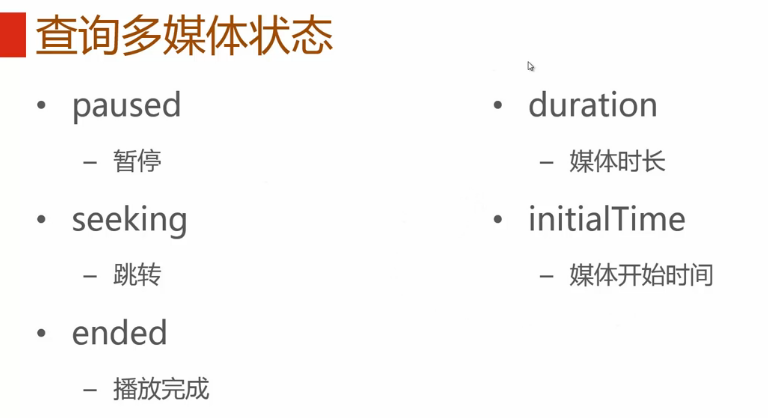 查询多媒体状态
• paused
– 暂停
• seeking
– 跳转
• ended
– 播放完成
• duration
– 媒体时长
• initialTime
– 媒体开始时间